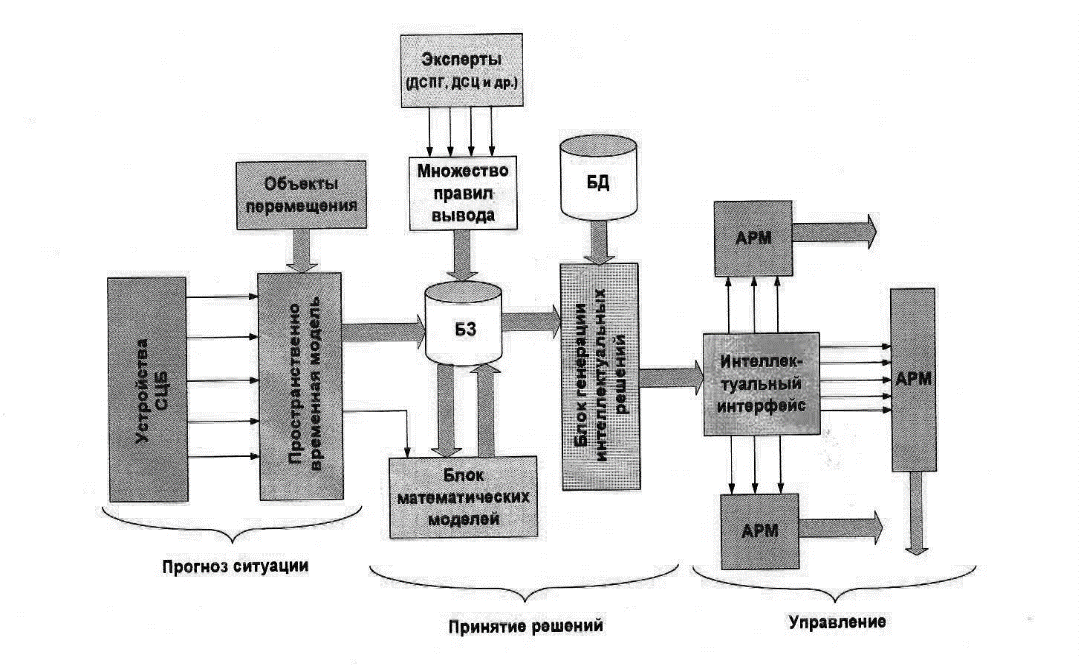 Эксперты
(ДСПГ, ДСЦ и др.)
Множество
правил
вывода
БД
Объекты
перемещения
АРМ
Устройства
СЦБ
Пространственно
временная модель
БЗ
Блок генерации
интеллектуальных
решений
Интеллек-
туальный
интерфейс
АРМ
Блок
математических
моделей
АРМ
Прогноз ситуации
Принятие решений
Управление